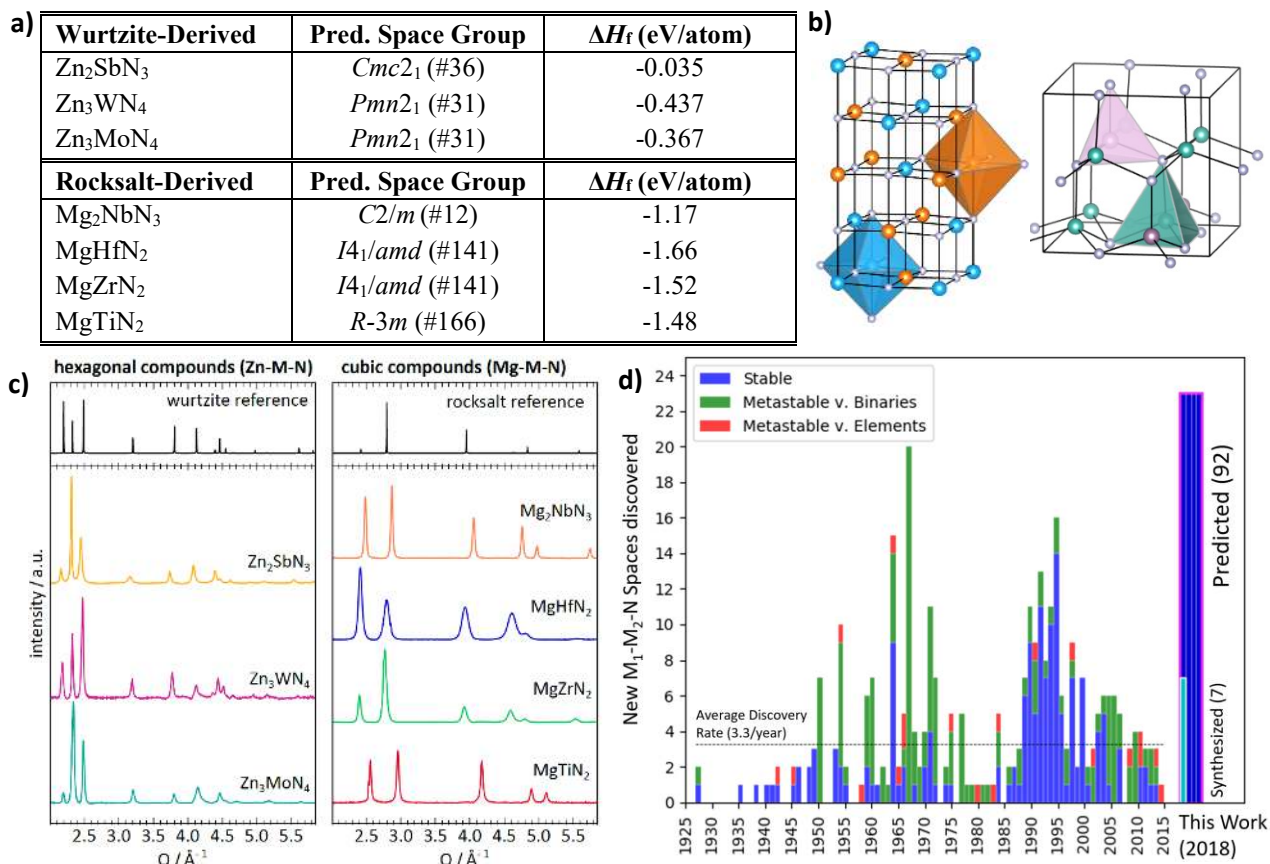 a)
Wurtzite-Derived Pred. Space Group ΔHf (eV/atom)
Zn₂SbN₃ Cmc2₁ (#36) -0.035
Zn₃WN₄ Pmn2₁ (#31) -0.437
Zn₃MoN₄ Pmn2₁ (#31) -0.367
Rocksalt-Derived Pred. Space Group ΔHf (eV/atom)
Mg₂NbN₃ C2/m (#12) -1.17
MgHfN₂ I4₁/amd (#141) -1.66
MgZrN₂ I4₁/amd (#141) -1.52
MgTiN₂ R-3m (#166) -1.48
b)
c)
hexagonal compounds (Zn-M-N)
wurtzite reference
Zn₂SbN₃
Zn₃WN₄
Zn₃MoN₄
intensity / a.u.
2.5 3.0 3.5 4.0 4.5 5.0 5.5
Q / Å⁻¹
cubic compounds (Mg-M-N)
rocksalt reference
Mg₂NbN₃
MgHfN₂
MgZrN₂
MgTiN₂
2.5 3.0 3.5 4.0 4.5 5.0 5.5
Q / Å⁻¹
d)
Stable
Metastable v. Binaries
Metastable v. Elements
New M₁-M₂-N Spaces discovered
24
22
20
18
16
14
12
10
8
6
4
2
0
Average Discovery
Rate (3.3/year)
1925 1930 1935 1940 1945 1950 1955 1960 1965 1970 1975 1980 1985 1990 1995 2000 2005 2010 2015
This Work
(2018)
Predicted (92)
Synthesized (7)